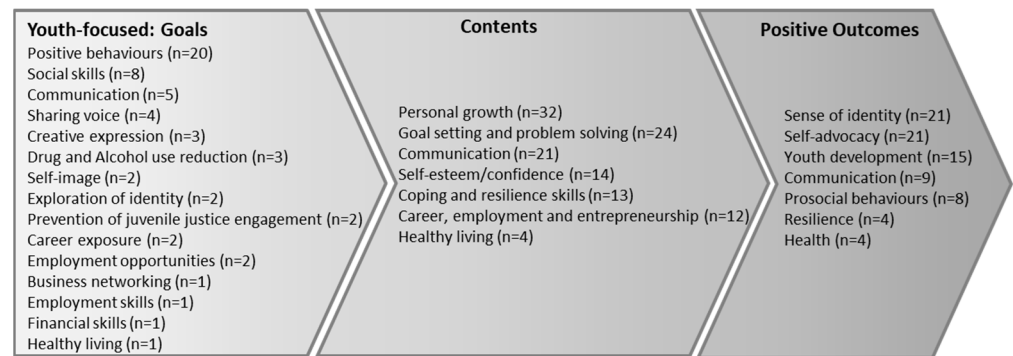 Youth-focused: Goals
Positive behaviours (n=20)
Social skills (n=8)
Communication (n=5)
Sharing voice (n=4)
Creative expression (n=3)
Drug and Alcohol use reduction (n=3)
Self-image (n=2)
Exploration of identity (n=2)
Prevention of juvenile justice engagement (n=2)
Career exposure (n=2)
Employment opportunities (n=2)
Business networking (n=1)
Employment skills (n=1)
Financial skills (n=1)
Healthy living (n=1)
Contents
Personal growth (n=32)
Goal setting and problem solving (n=24)
Communication (n=21)
Self-esteem/confidence (n=14)
Coping and resilience skills (n=13)
Career, employment and entrepreneurship (n=12)
Healthy living (n=4)
Positive Outcomes
Sense of identity (n=21)
Self-advocacy (n=21)
Youth development (n=15)
Communication (n=9)
Prosocial behaviours (n=8)
Resilience (n=4)
Health (n=4)